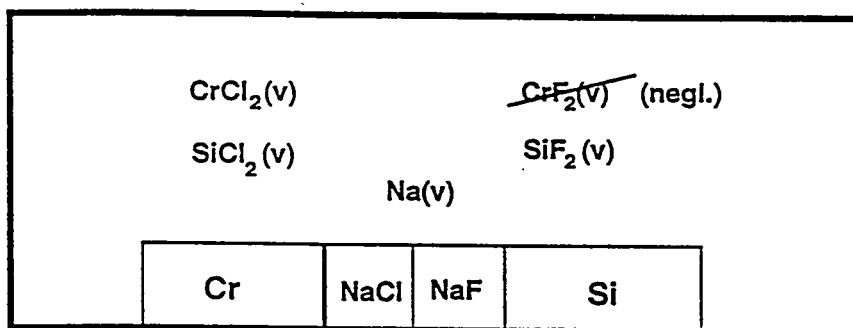 CrCl₂(v) CrF₂(v) (negl.)
SiCl₂(v) SiF₂(v)
Na(v)
Cr NaCl NaF Si